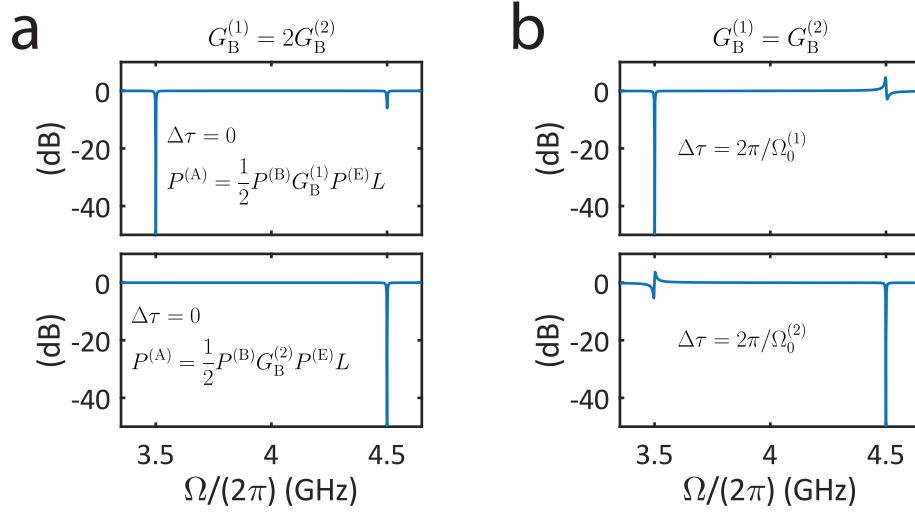 a
G_B^(1) = 2G_B^(2)
0
-20
-40
(dB)
Δτ = 0
P^(A) = 1/2 P^(B) G_B^(1) P^(E) L
0
-20
-40
(dB)
Δτ = 0
P^(A) = 1/2 P^(B) G_B^(2) P^(E) L
3.5 4 4.5
Ω/(2π) (GHz)
b
G_B^(1) = G_B^(2)
0
-20
-40
(dB)
Δτ = 2π/Ω_0^(1)
0
-20
-40
(dB)
Δτ = 2π/Ω_0^(2)
3.5 4 4.5
Ω/(2π) (GHz)